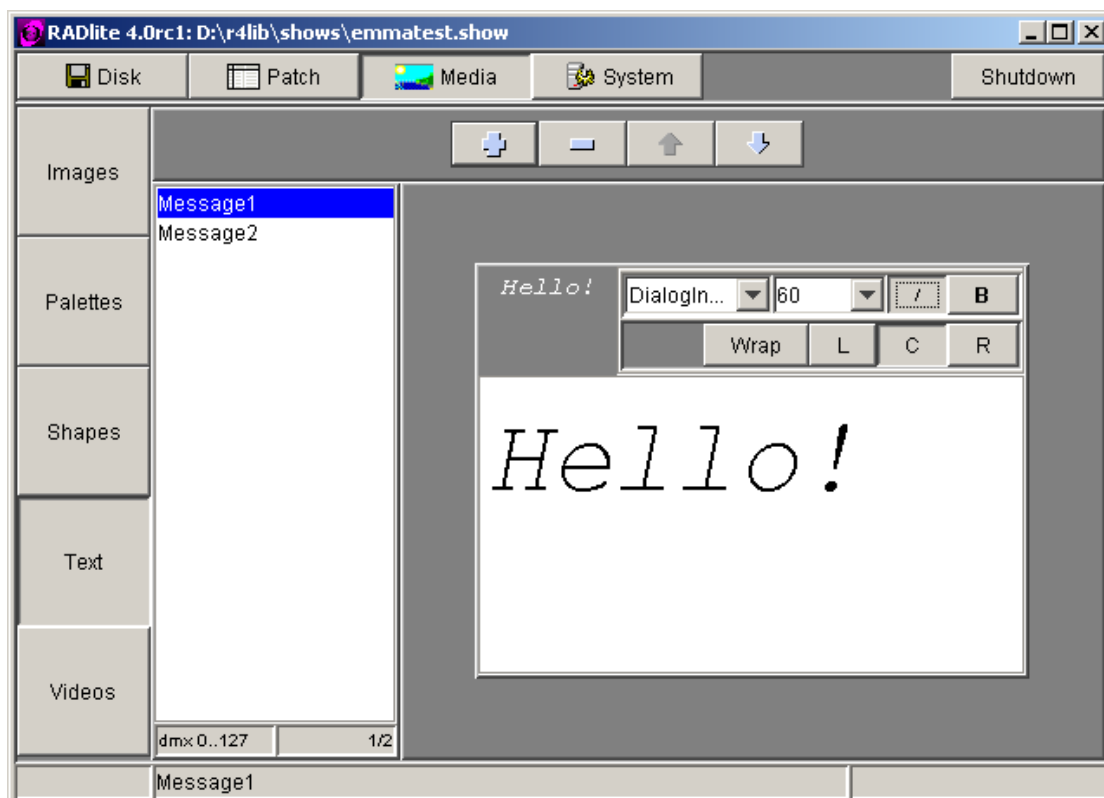 RADlite 4.0rc1: D:\r4lib\shows\emmatest.show
Disk Patch Media System Shutdown
Images
Palettes
Shapes
Text
Videos
Message1
Message2
dmx 0..127 1/2
Hello! DialogIn... 60 I B
Wrap L C R
Hello!
Message1